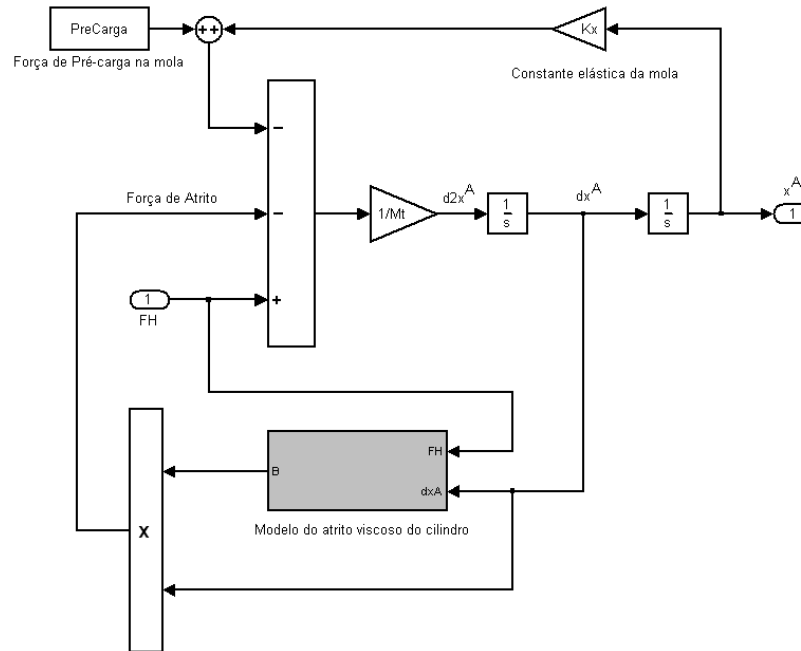 PreCarga
++
Kx
Força de Pré-carga na mola
Constante elástica da mola
−
Força de Atrito
−
1/Mt
d2x^A
1
s
dx^A
1
s
x^A
1
1
+
FH
FH
B
dxA
Modelo do atrito viscoso do cilindro
X